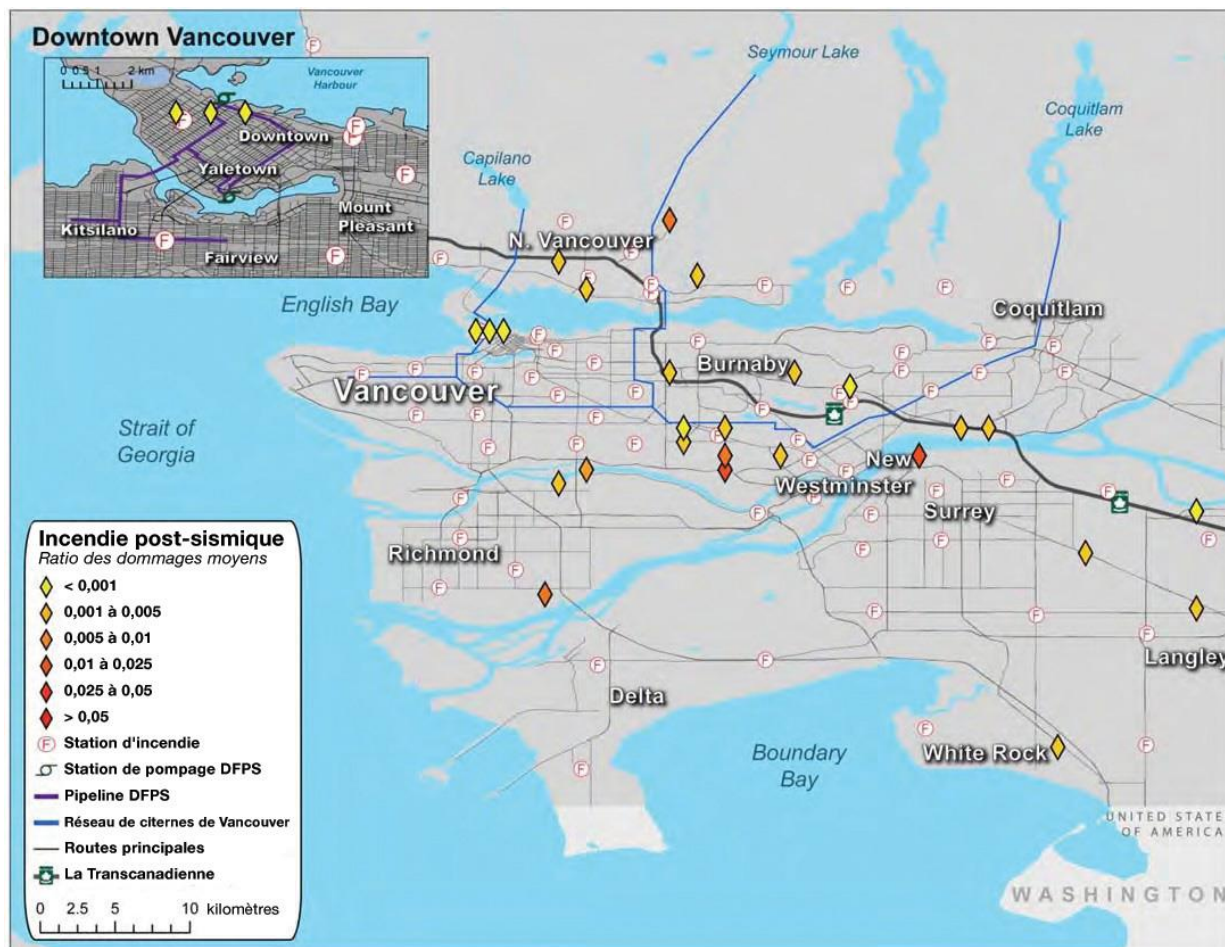 Downtown Vancouver
0 0.5 1 2 km
Vancouver
Harbour
Downtown
Yaletown
Kitsilano
Mount
Pleasant
Fairview
Seymour Lake
Coquitlam
Lake
Capilano
Lake
N. Vancouver
English Bay
Coquitlam
Burnaby
Vancouver
Strait of
Georgia
New
Westminster
Surrey
Richmond
Langley
Delta
Boundary
Bay
White Rock
UNITED STATE
OF AMERICA
WASHINGTON
Incendie post-sismique
Ratio des dommages moyens
< 0,001
0,001 à 0,005
0,005 à 0,01
0,01 à 0,025
0,025 à 0,05
> 0,05
F Station d'incendie
Station de pompage DFPS
Pipeline DFPS
Réseau de citernes de Vancouver
Routes principales
La Transcanadienne
0 2.5 5 10 kilomètres